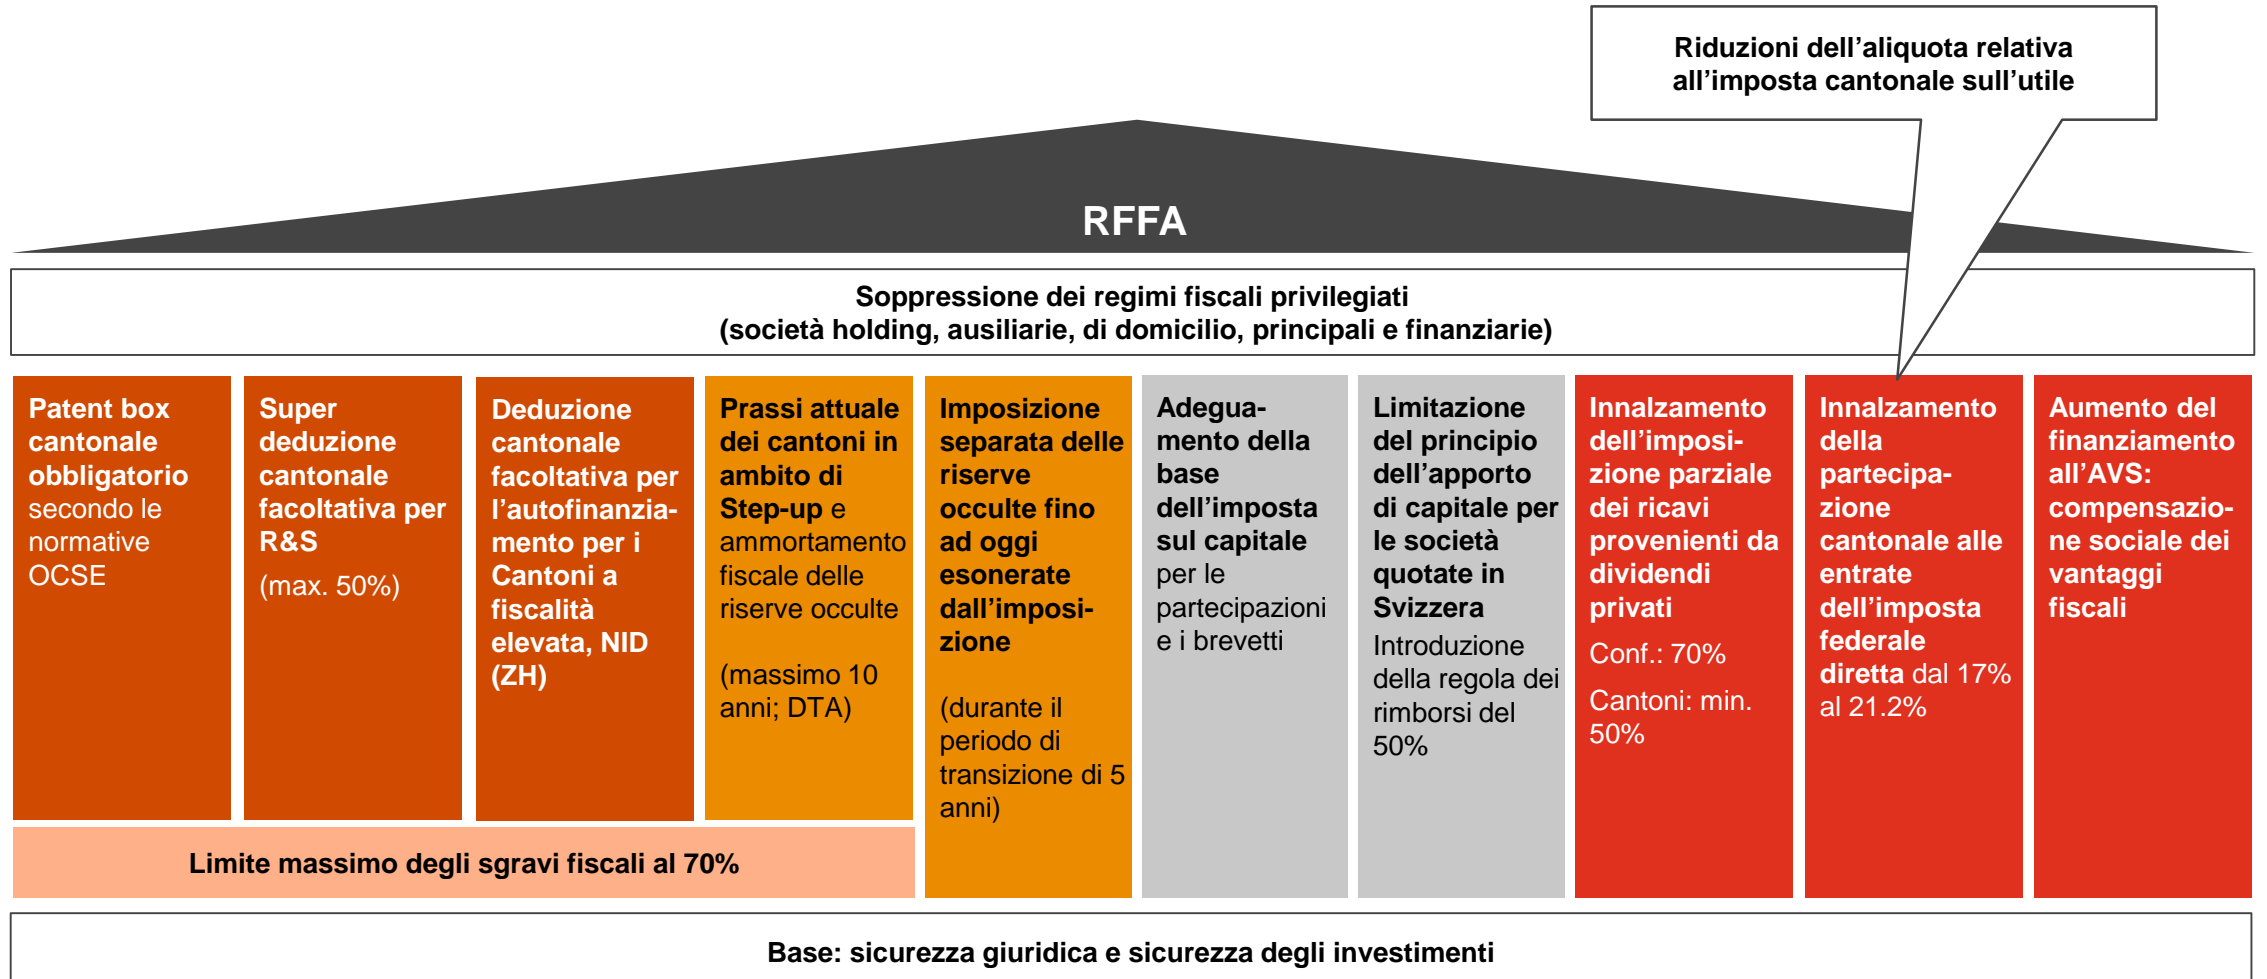 Riduzioni dell’aliquota relativa
all’imposta cantonale sull’utile
RFFA
Soppressione dei regimi fiscali privilegiati
(società holding, ausiliarie, di domicilio, principali e finanziarie)
Patent box
cantonale
obbligatorio
secondo le
normative
OCSE
Super
deduzione
cantonale
facoltativa per
R&S
(max. 50%)
Deduzione
cantonale
facoltativa per
l’autofinanzia-
mento per i
Cantoni a
fiscalità
elevata, NID
(ZH)
Prassi attuale
dei cantoni in
ambito di
Step-up e
ammortamento
fiscale delle
riserve occulte
(massimo 10
anni; DTA)
Imposizione
separata delle
riserve
occulte fino
ad oggi
esonerate
dall’imposi-
zione
(durante il
periodo di
transizione di 5
anni)
Adegua-
mento della
base
dell’imposta
sul capitale
per le
partecipazioni
e i brevetti
Limitazione
del principio
dell’apporto
di capitale per
le società
quotate in
Svizzera
Introduzione
della regola dei
rimborsi del
50%
Innalzamento
dell’imposi-
zione parziale
dei ricavi
provenienti da
dividendi
privati
Conf.: 70%
Cantoni: min.
50%
Innalzamento
della
partecipa-
zione
cantonale alle
entrate
dell’imposta
federale
diretta dal 17%
al 21.2%
Aumento del
finanziamento
all’AVS:
compensazio-
ne sociale dei
vantaggi
fiscali
Limite massimo degli sgravi fiscali al 70%
Base: sicurezza giuridica e sicurezza degli investimenti